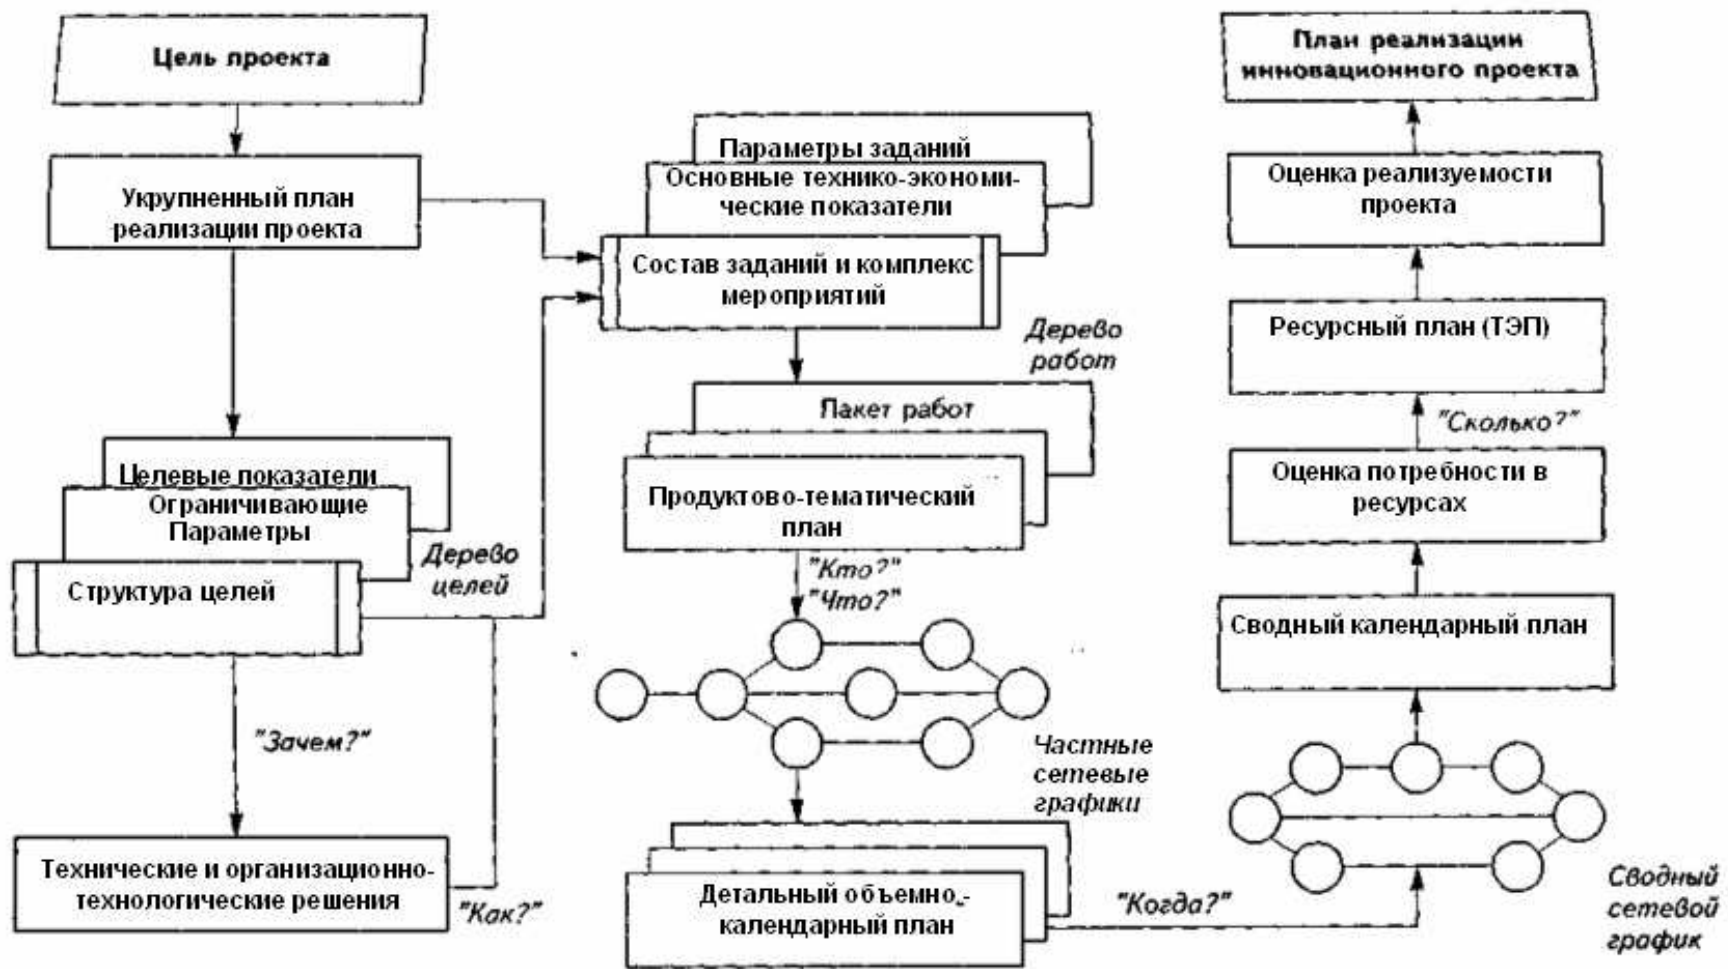 Цель проекта
Укрупненный план
реализации проекта
Целевые показатели
Ограничивающие
Параметры
Структура целей
Дерево
целей
"Зачем?"
Технические и организационно-
технологические решения
"Как?"
Параметры заданий
Основные технико-экономи-
ческие показатели
Состав заданий и комплекс
мероприятий
Дерево
работ
Пакет работ
Продуктово-тематический
план
"Кто?"
"Что?"
Частные
сетевые
графики
Детальный объемно-
календарный план
"Когда?"
План реализации
инновационного проекта
Оценка реализуемости
проекта
Ресурсный план (ТЭП)
"Сколько?"
Оценка потребности в
ресурсах
Сводный календарный план
Сводный
сетевой
график